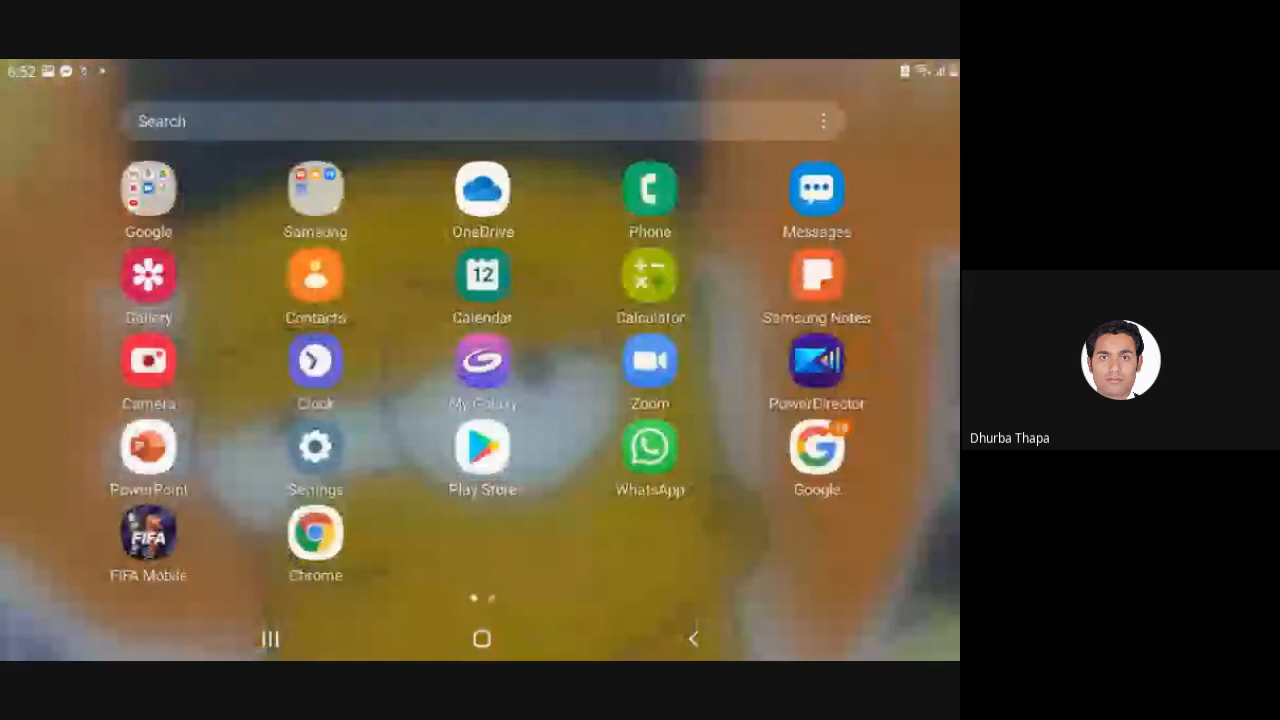 6:52
Search
Google Samsung OneDrive Phone Messages
12
Gallery Contacts Calendar Calculator Samsung Notes
Camera Clock My Galaxy Zoom PowerDirector
PowerPoint Settings Play Store WhatsApp Google
FIFA
FIFA Mobile Chrome
Dhurba Thapa